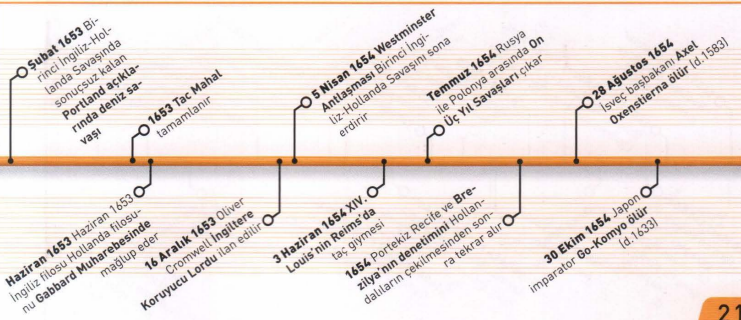 Şubat 1653 Bi-
rinci İngiliz-Hol-
landa Savaşında
sonuçsuz kalan
Portland açıkla-
rında deniz sa-
vaşı
1653 Tac Mahal
tamamlanır
5 Nisan 1654 Westminster
Antlaşması Birinci İngi-
liz-Hollanda Savaşını sona
erdirir
Temmuz 1654 Rusya
ile Polonya arasında On
Üç Yıl Savaşları çıkar
28 Ağustos 1654
İsveç başbakanı Axel
Oxenstierna ölür (d.1583)
Haziran 1653 Haziran 1653
İngiliz filosu Hollanda filosu-
nu Gabbard Muharebesinde
mağlup eder
16 Aralık 1653 Oliver
Cromwell İngiltere
Koruyucu Lordu ilan edilir
3 Haziran 1654 XIV.
Louis'nin Reims'da
taç giymesi
1654 Portekiz Recife ve Bre-
zilya'nın denetimini Hollan-
dalıların çekilmesinden son-
ra tekrar alır
30 Ekim 1654 Japon
imparator Go-Komyo ölür
(d.1633)
21